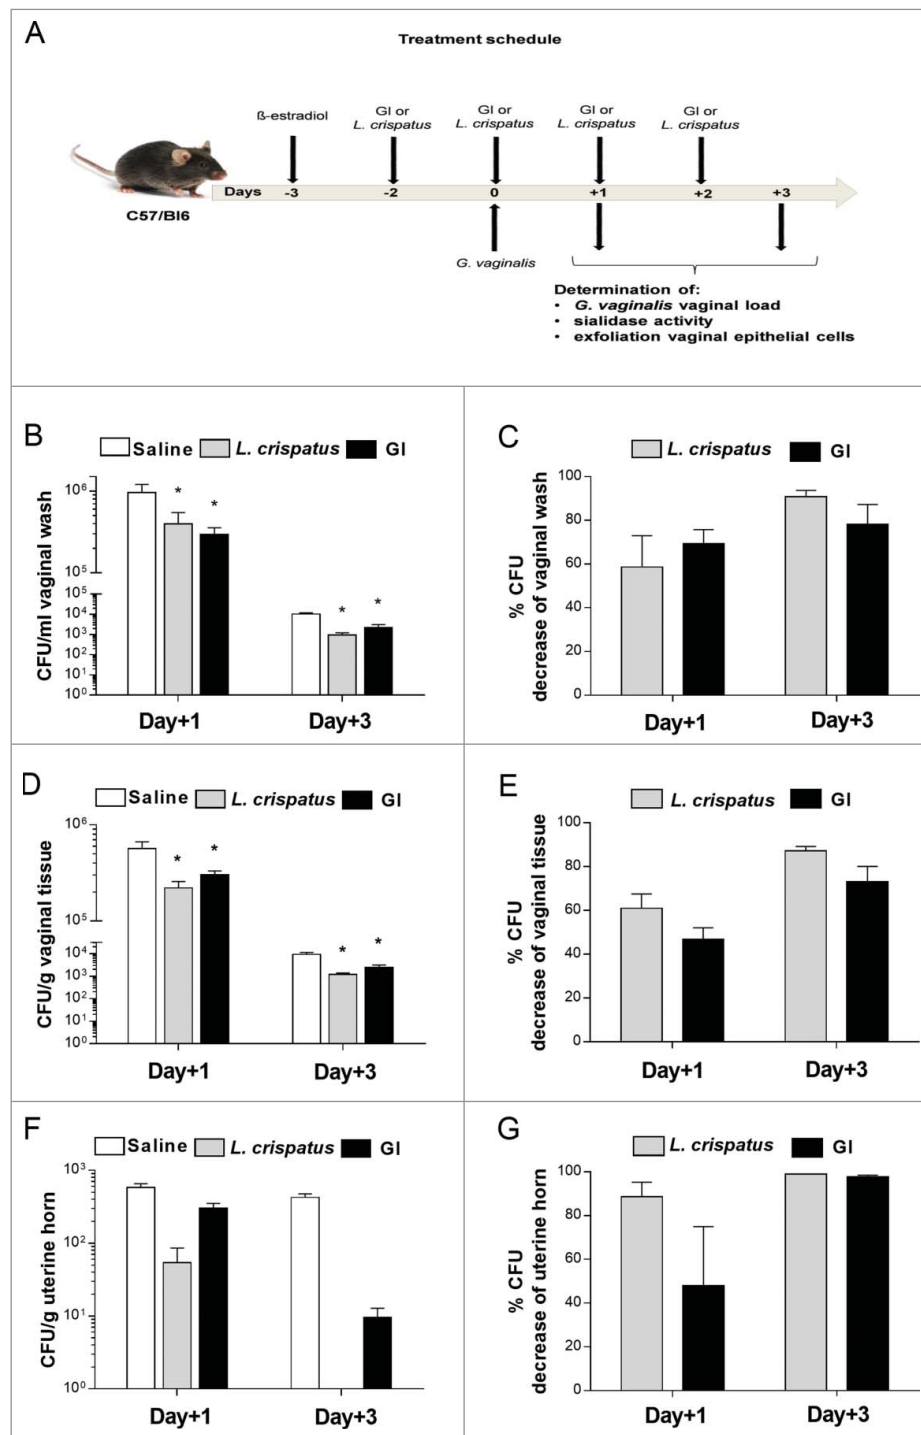 A
Treatment schedule
ß-estradiol
GI or
L. crispatus
GI or
L. crispatus
GI or
L. crispatus
GI or
L. crispatus
Days -3 -2 0 +1 +2 +3
C57/Bl6
G. vaginalis
Determination of:
• G. vaginalis vaginal load
• sialidase activity
• exfoliation vaginal epithelial cells
B
Saline L. crispatus GI
CFU/ml vaginal wash
10⁶
10⁵
10⁵
10⁴
10³
10²
10¹
10⁰
* *
* *
Day+1 Day+3
C
L. crispatus GI
% CFU
decrease of vaginal wash
100
80
60
40
20
0
Day+1 Day+3
D
Saline L. crispatus GI
CFU/g vaginal tissue
10⁶
10⁵
10⁴
10³
10²
10¹
10⁰
* *
* *
Day+1 Day+3
E
L. crispatus GI
% CFU
decrease of vaginal tissue
100
80
60
40
20
0
Day+1 Day+3
F
Saline L. crispatus GI
CFU/g uterine horn
10³
10²
10¹
10⁰
Day+1 Day+3
G
L. crispatus GI
% CFU
decrease of uterine horn
100
80
60
40
20
0
Day+1 Day+3